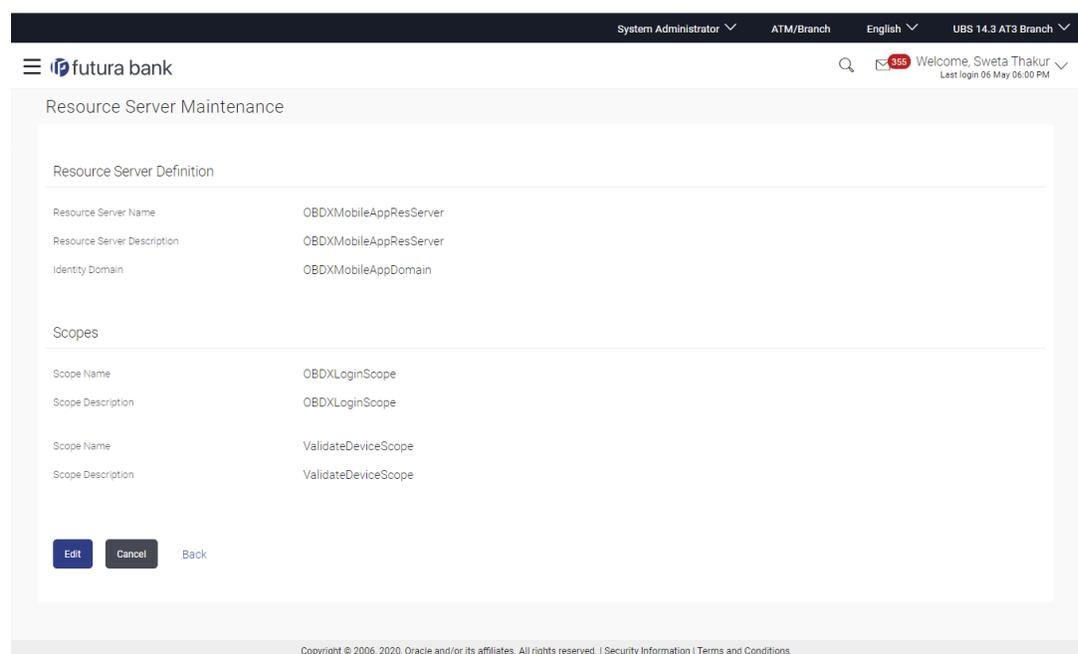 System Administrator ATM/Branch English UBS 14.3 AT3 Branch
futura bank 355 Welcome, Sweta Thakur
Last login 06 May 06:00 PM
Resource Server Maintenance
Resource Server Definition
Resource Server Name OBDXMobileAppResServer
Resource Server Description OBDXMobileAppResServer
Identity Domain OBDXMobileAppDomain
Scopes
Scope Name OBDXLoginScope
Scope Description OBDXLoginScope
Scope Name ValidateDeviceScope
Scope Description ValidateDeviceScope
Edit Cancel Back
Copyright © 2006, 2020, Oracle and/or its affiliates. All rights reserved. | Security Information | Terms and Conditions